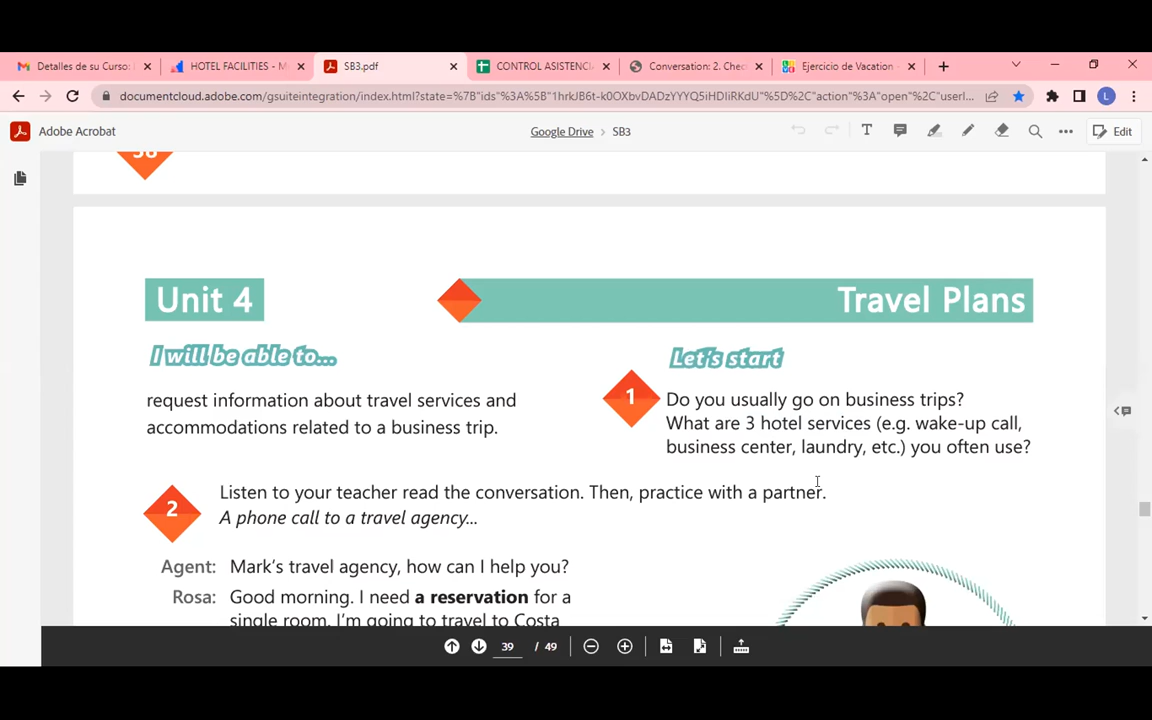 Detalles de su Curso:
HOTEL FACILITIES - M
SB3.pdf
CONTROL ASISTENC
Conversation: 2. Chec
Ejercicio de Vacation -
documentcloud.adobe.com/gsuiteintegration/index.html?state=%7B"ids"%3A%5B"1hrkJB6t-k0OXbvDADzYYYQ5iHDIiRKdU"%5D%2C"action"%3A"open"%2C"userI...
L
Adobe Acrobat
Google Drive > SB3
T
Edit
38
Unit 4
Travel Plans
I will be able to...
Let's start
request information about travel services and
accommodations related to a business trip.
1
Do you usually go on business trips?
What are 3 hotel services (e.g. wake-up call,
business center, laundry, etc.) you often use?
2
Listen to your teacher read the conversation. Then, practice with a partner.
A phone call to a travel agency...
Agent: Mark's travel agency, how can I help you?
Rosa: Good morning. I need a reservation for a
single room. I'm going to travel to Costa
39 / 49